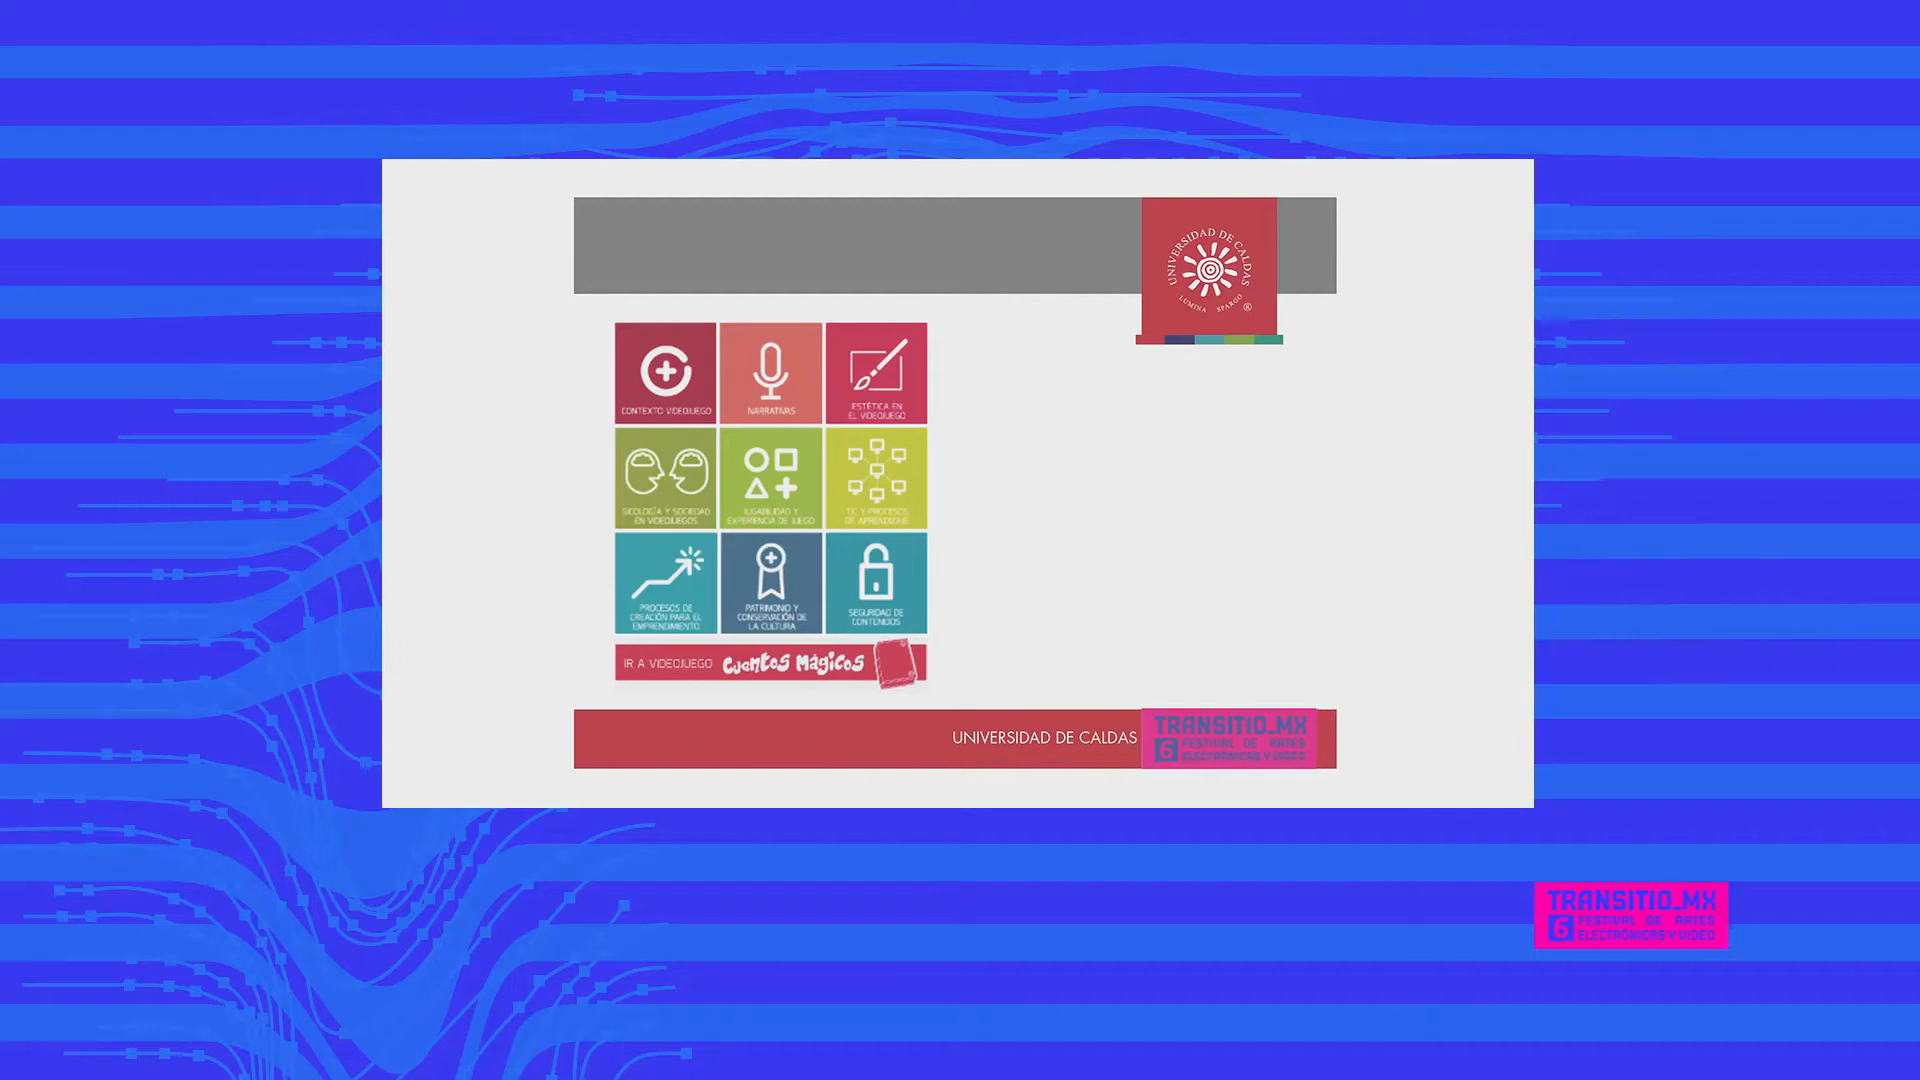 UNIVERSIDAD DE CALDAS
LUMINA SPARGO
®
CONTEXTO VIDEOJUEGO
NARRATIVAS
ESTÉTICA EN
EL VIDEOJUEGO
SICOLOGÍA Y SOCIEDAD
EN VIDEOJUEGOS
JUGABILIDAD Y
EXPERIENCIA DE JUEGO
TIC Y PROCESOS
DE APRENDIZAJE
PROCESOS DE
CREACIÓN PARA EL
EMPRENDIMIENTO
PATRIMONIO Y
CONSERVACIÓN DE
LA CULTURA
SEGURIDAD DE
CONTENIDOS
IR A VIDEOJUEGO Cuentos Mágicos
UNIVERSIDAD DE CALDAS
TRANSITIO_MX
6 FESTIVAL DE ARTES
ELECTRÓNICAS Y VIDEO
TRANSITIO_MX
6 FESTIVAL DE ARTES
ELECTRÓNICAS Y VIDEO